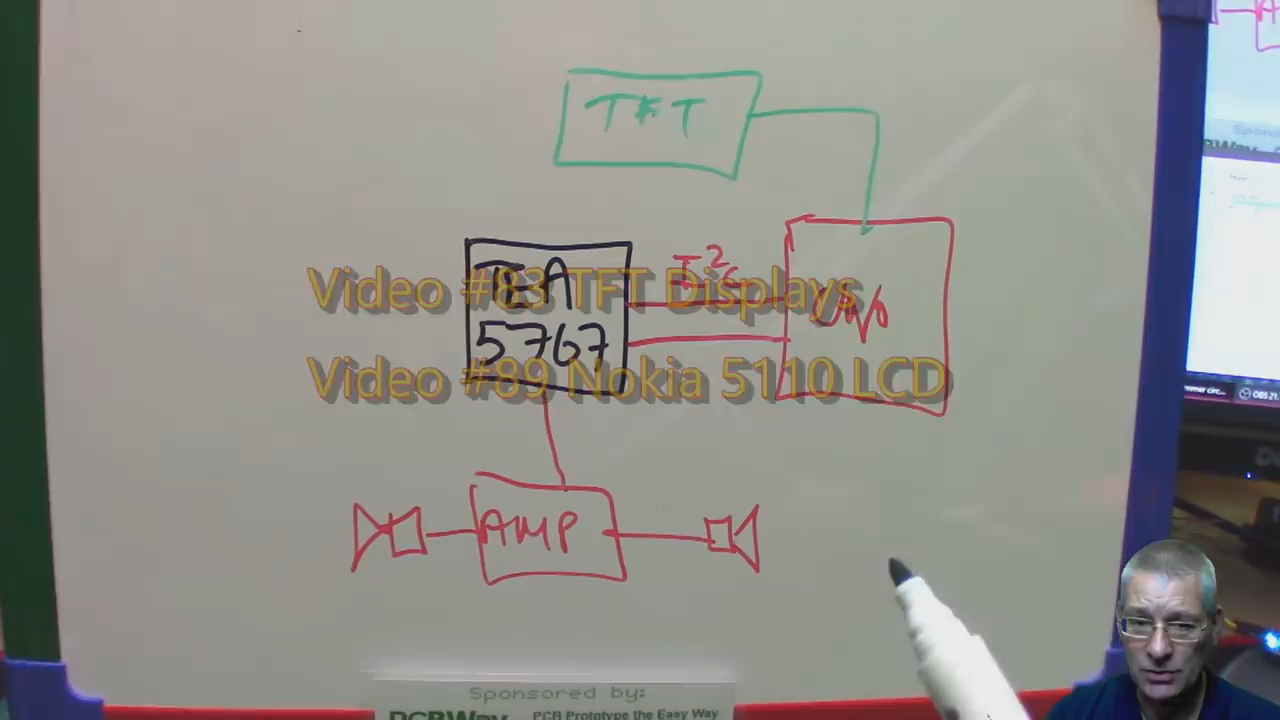 TFT
I²C
TEA
5767
Video #83 TFT Displays
Video #89 Nokia 5110 LCD
AMP
Sponsored by:
PCBWay PCB Prototype the Easy Way